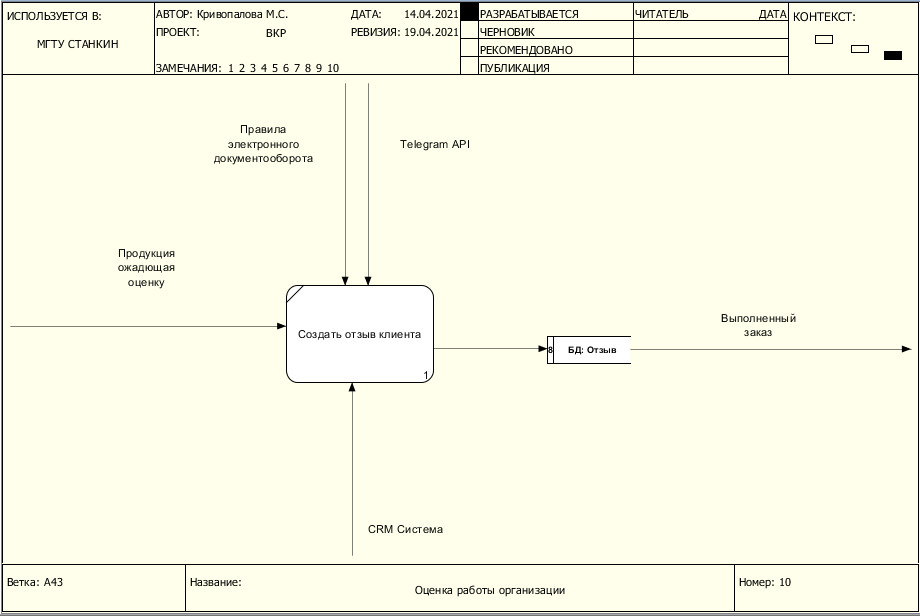 ИСПОЛЬЗУЕТСЯ В:
МГТУ СТАНКИН
АВТОР: Кривопалова М.С.
ДАТА: 14.04.2021
ПРОЕКТ: ВКР
РЕВИЗИЯ: 19.04.2021
ЗАМЕЧАНИЯ: 1 2 3 4 5 6 7 8 9 10
РАЗРАБАТЫВАЕТСЯ
ЧЕРНОВИК
РЕКОМЕНДОВАНО
ПУБЛИКАЦИЯ
ЧИТАТЕЛЬ ДАТА
КОНТЕКСТ:
Правила
электронного
документооборота
Telegram API
Продукция
ожадющая
оценку
Создать отзыв клиента
1
8 БД: Отзыв
Выполненный
заказ
CRM Система
Ветка: A43
Название:
Оценка работы организации
Номер: 10